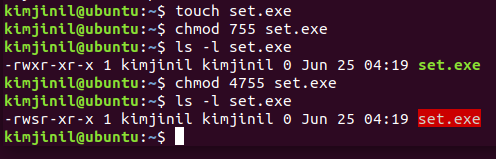 kimjinil@ubuntu:~$ touch set.exe
kimjinil@ubuntu:~$ chmod 755 set.exe
kimjinil@ubuntu:~$ ls -l set.exe
-rwxr-xr-x 1 kimjinil kimjinil 0 Jun 25 04:19 set.exe
kimjinil@ubuntu:~$ chmod 4755 set.exe
kimjinil@ubuntu:~$ ls -l set.exe
-rwsr-xr-x 1 kimjinil kimjinil 0 Jun 25 04:19 set.exe
kimjinil@ubuntu:~$